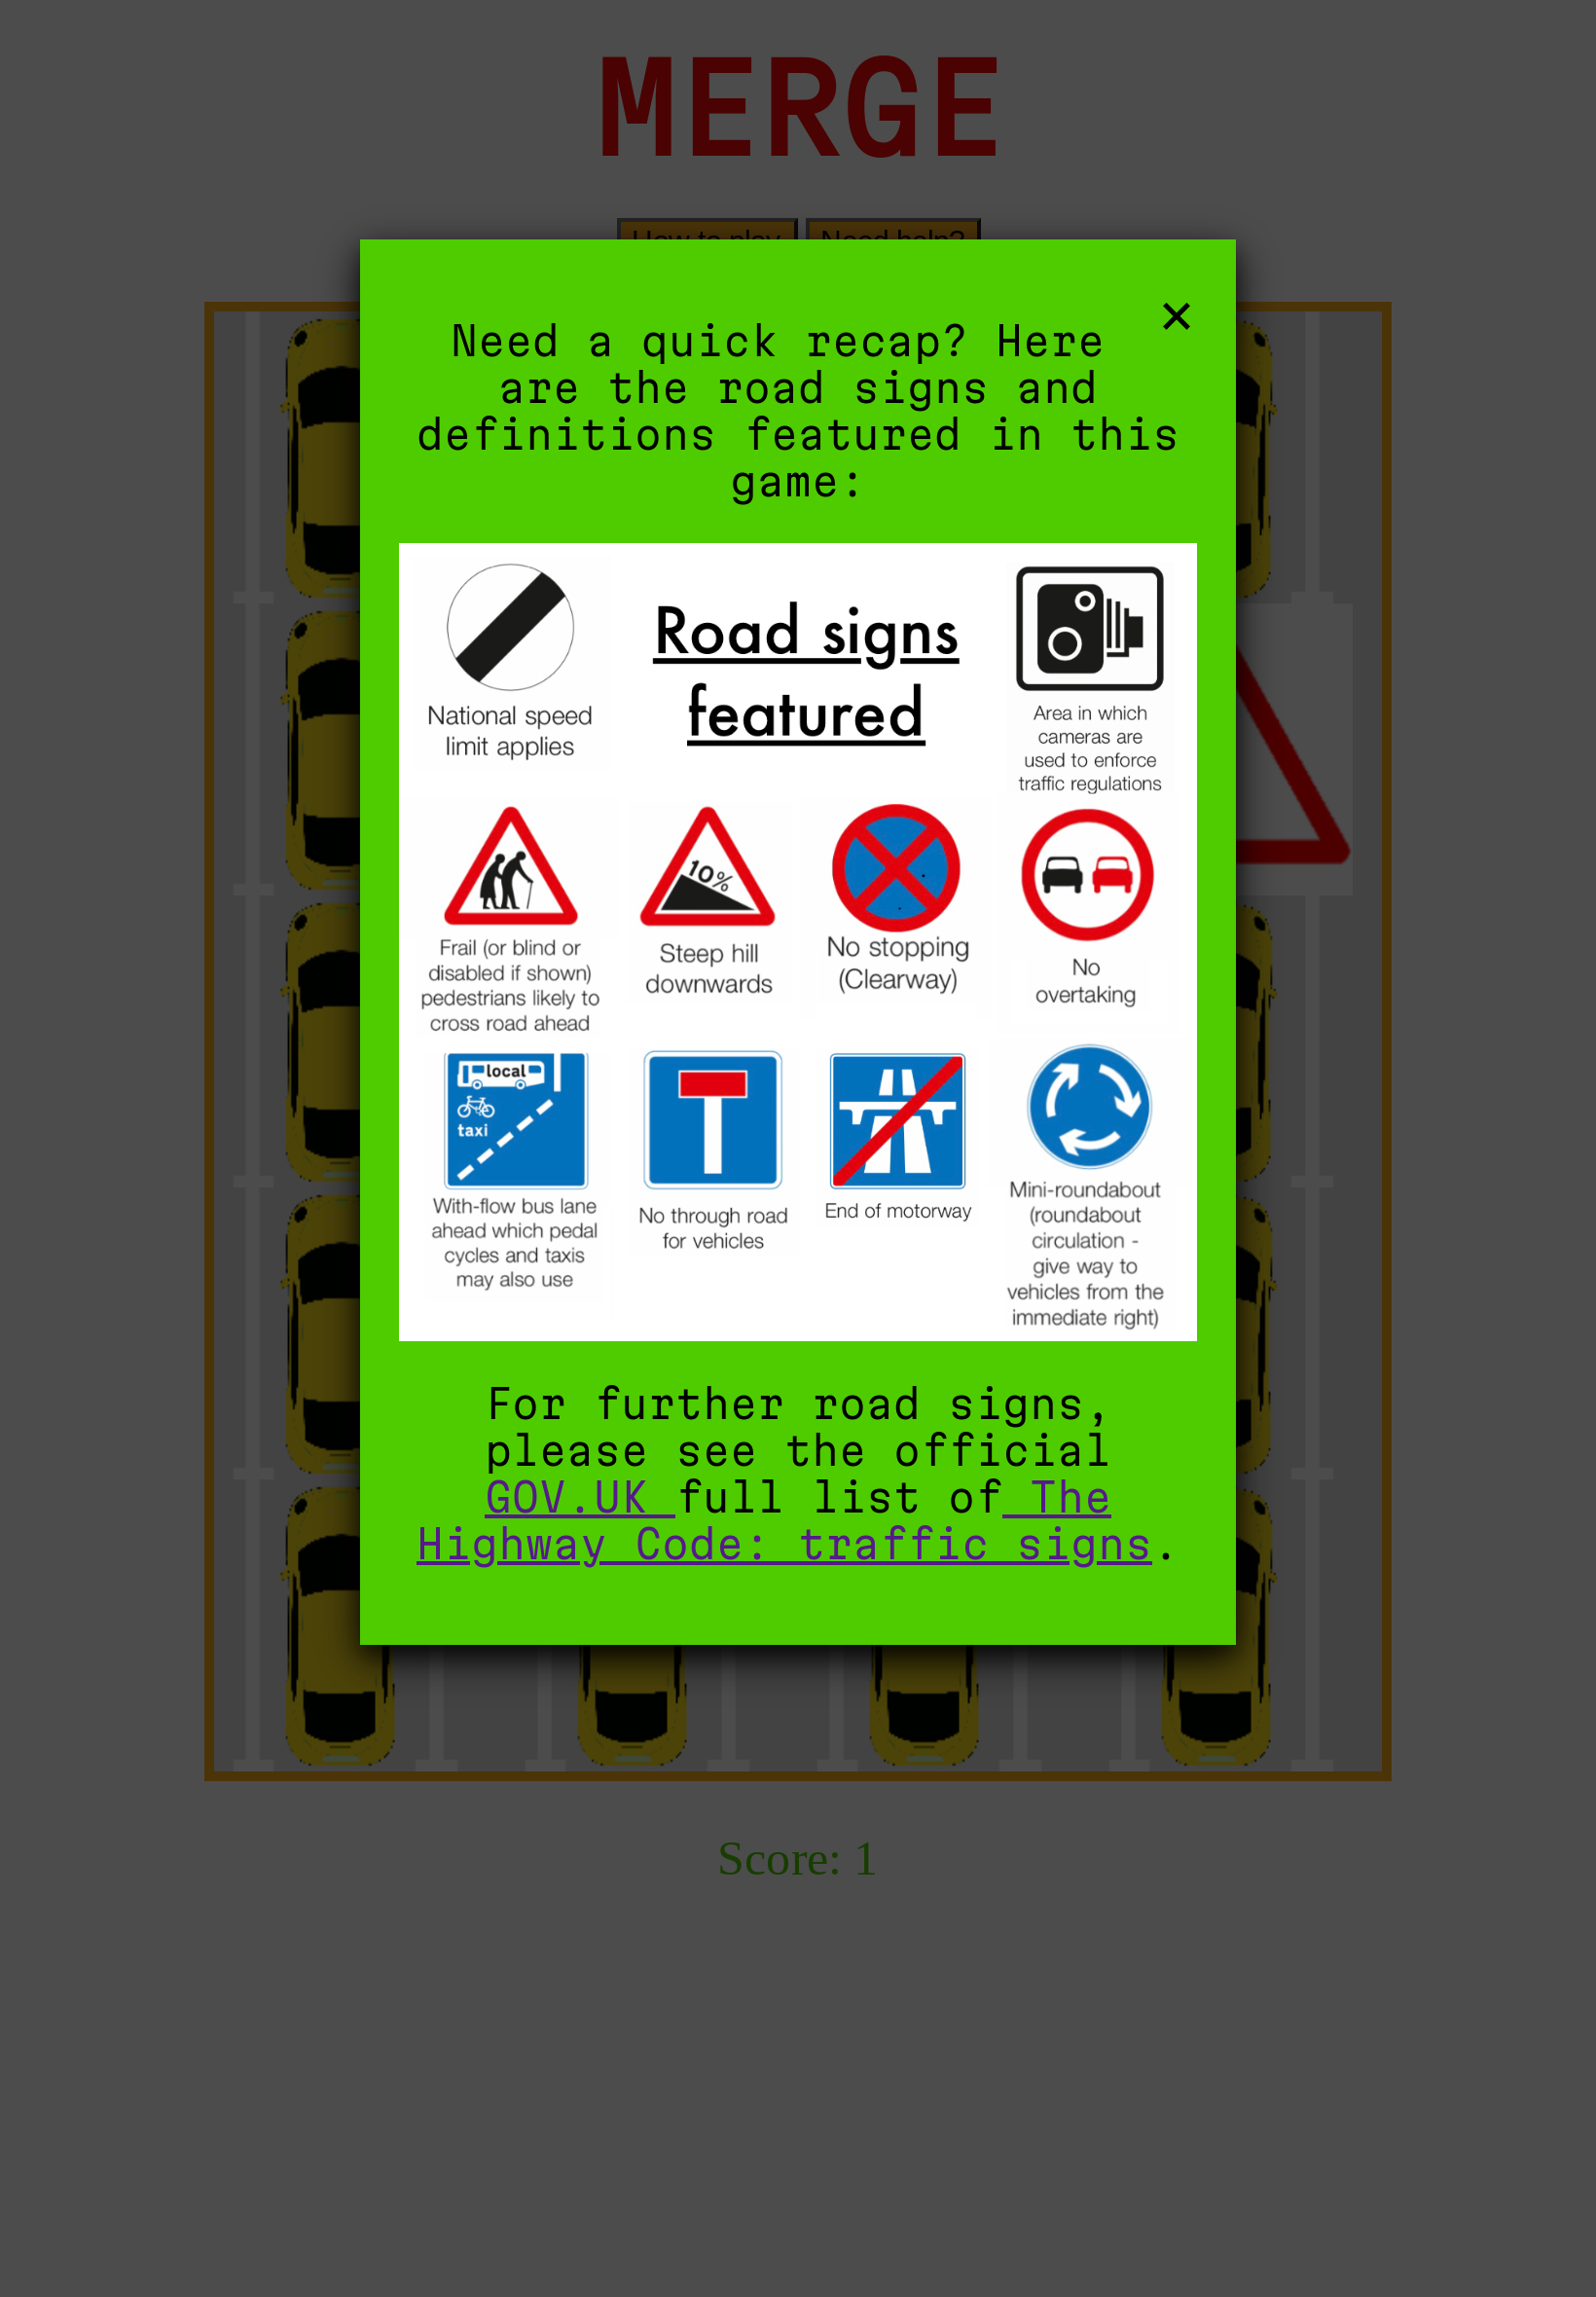 MERGE
How to play Need help?
×
Need a quick recap? Here
are the road signs and
definitions featured in this
game:
Road signs
featured
National speed
limit applies
Area in which
cameras are
used to enforce
traffic regulations
10%
Frail (or blind or
disabled if shown)
pedestrians likely to
cross road ahead
Steep hill
downwards
No stopping
(Clearway)
No
overtaking
local
taxi
With-flow bus lane
ahead which pedal
cycles and taxis
may also use
No through road
for vehicles
End of motorway
Mini-roundabout
(roundabout
circulation -
give way to
vehicles from the
immediate right)
For further road signs,
please see the official
GOV.UK full list of The
Highway Code: traffic signs.
Score: 1